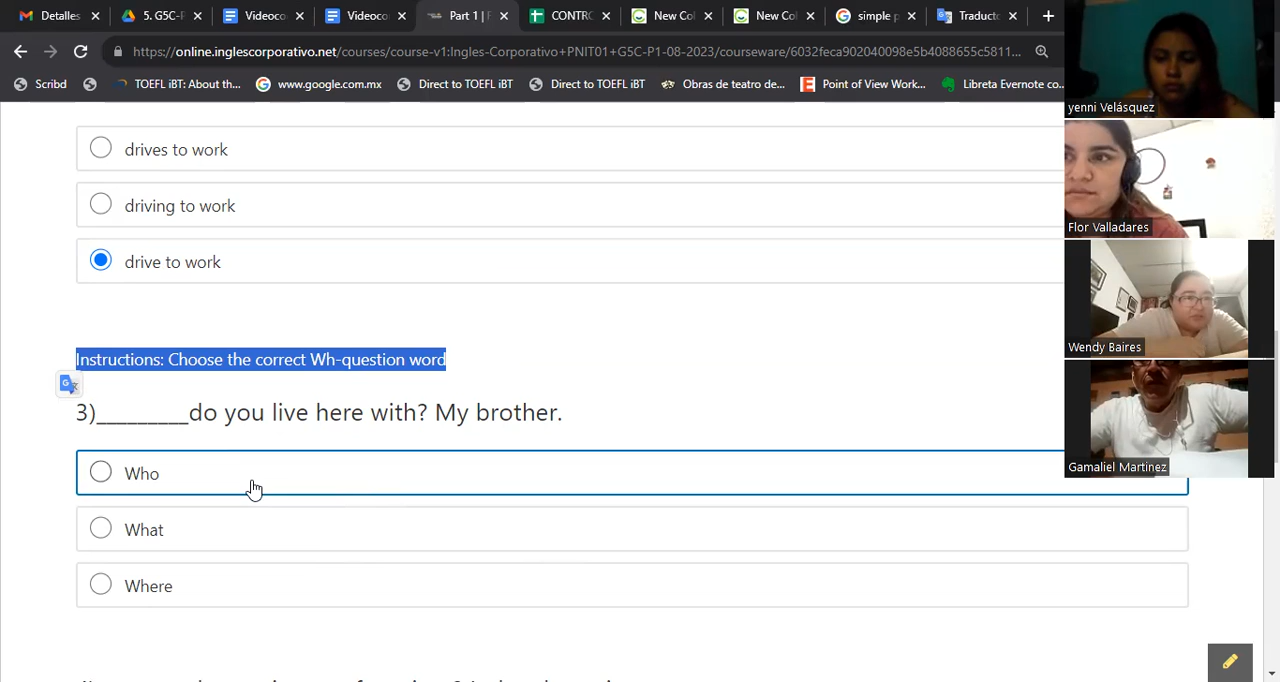 Detalles
5. G5C-F
Videoco
Videoco
Part 1 | F
CONTRC
New Col
New Col
simple p
Traducto
https://online.inglescorporativo.net/courses/course-v1:Ingles-Corporativo+PNIT01+G5C-P1-08-2023/courseware/6032feca902040098e5b4088655c5811...
Scribd
TOEFL iBT: About th...
www.google.com.mx
Direct to TOEFL iBT
Direct to TOEFL iBT
Obras de teatro de...
Point of View Work...
Libreta Evernote co...
yenni Velásquez
drives to work
driving to work
Flor Valladares
drive to work
Wendy Baires
Instructions: Choose the correct Wh-question word
3)________do you live here with? My brother.
Gamaliel Martinez
Who
What
Where